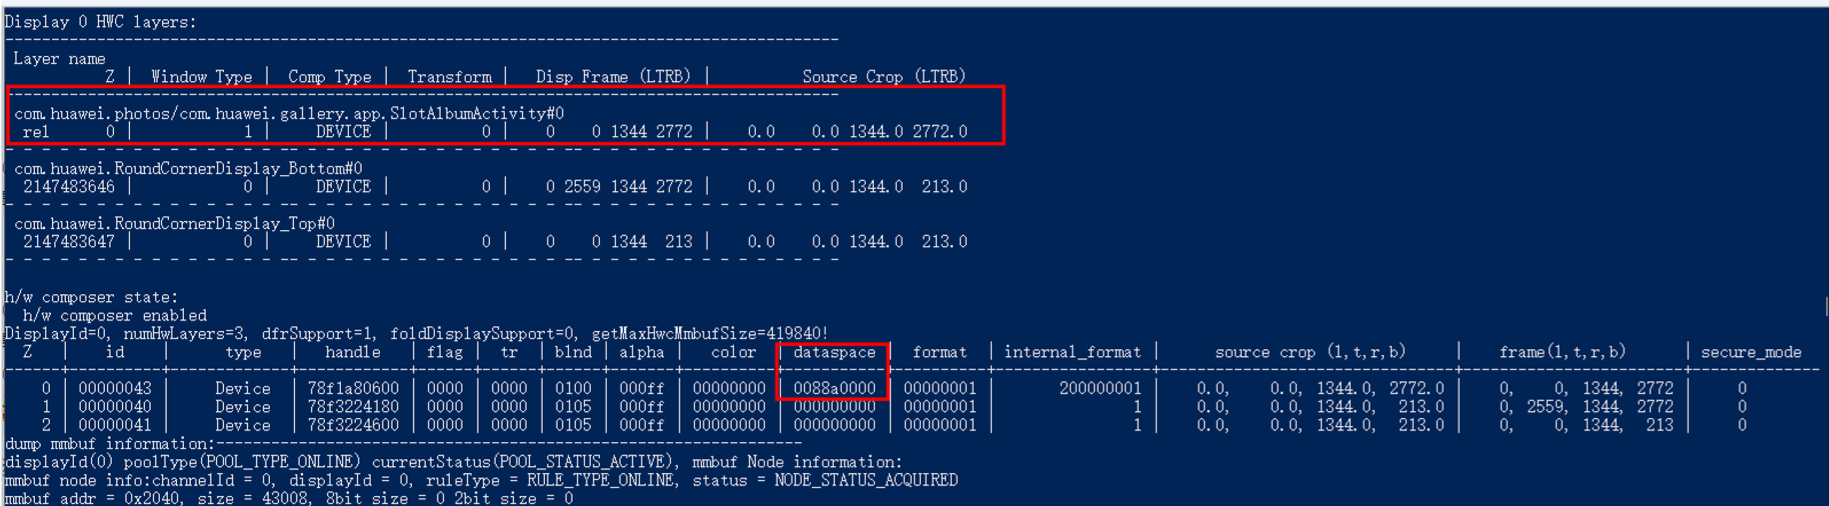 Display 0 HWC layers:
---------------------------------------------------------------------------------------------
Layer name
Z | Window Type | Comp Type | Transform | Disp Frame (LTRB) | Source Crop (LTRB)
---------------------------------------------------------------------------------------------
com.huawei.photos/com.huawei.gallery.app.SlotAlbumActivity#0
rel 0 | 1 | DEVICE | 0 | 0 0 1344 2772 | 0.0 0.0 1344.0 2772.0
- - - - - - - - - - - - - - - - - - - - - - - - - - - - - - - - - - - - - - - - - - - - - - -
com.huawei.RoundCornerDisplay_Bottom#0
2147483646 | 0 | DEVICE | 0 | 0 2559 1344 2772 | 0.0 0.0 1344.0 213.0
- - - - - - - - - - - - - - - - - - - - - - - - - - - - - - - - - - - - - - - - - - - - - - -
com.huawei.RoundCornerDisplay_Top#0
2147483647 | 0 | DEVICE | 0 | 0 0 1344 213 | 0.0 0.0 1344.0 213.0
- - - - - - - - - - - - - - - - - - - - - - - - - - - - - - - - - - - - - - - - - - - - - - -
h/w composer state:
h/w composer enabled
DisplayId=0, numHwLayers=3, dfrSupport=1, foldDisplaySupport=0, getMaxHwcMmbufSize=419840!
Z | id | type | handle | flag | tr | blnd | alpha | color | dataspace | format | internal_format | source crop (l,t,r,b) | frame(l,t,r,b) | secure_mode
0 | 00000043 | Device | 78f1a80600 | 0000 | 0000 | 0100 | 000ff | 00000000 | 0088a0000 | 00000001 | 200000001 | 0.0, 0.0, 1344.0, 2772.0 | 0, 0, 1344, 2772 | 0
1 | 00000040 | Device | 78f3224180 | 0000 | 0000 | 0105 | 000ff | 00000000 | 000000000 | 00000001 | 1 | 0.0, 0.0, 1344.0, 213.0 | 0, 2559, 1344, 2772 | 0
2 | 00000041 | Device | 78f3224600 | 0000 | 0000 | 0105 | 000ff | 00000000 | 000000000 | 00000001 | 1 | 0.0, 0.0, 1344.0, 213.0 | 0, 0, 1344, 213 | 0
dump mmbuf information:----------------------------------------------------------------
displayId(0) poolType(POOL_TYPE_ONLINE) currentStatus(POOL_STATUS_ACTIVE), mmbuf Node information:
mmbuf node info:channelId = 0, displayId = 0, ruleType = RULE_TYPE_ONLINE, status = NODE_STATUS_ACQUIRED
mmbuf addr = 0x2040, size = 43008, 8bit size = 0 2bit size = 0